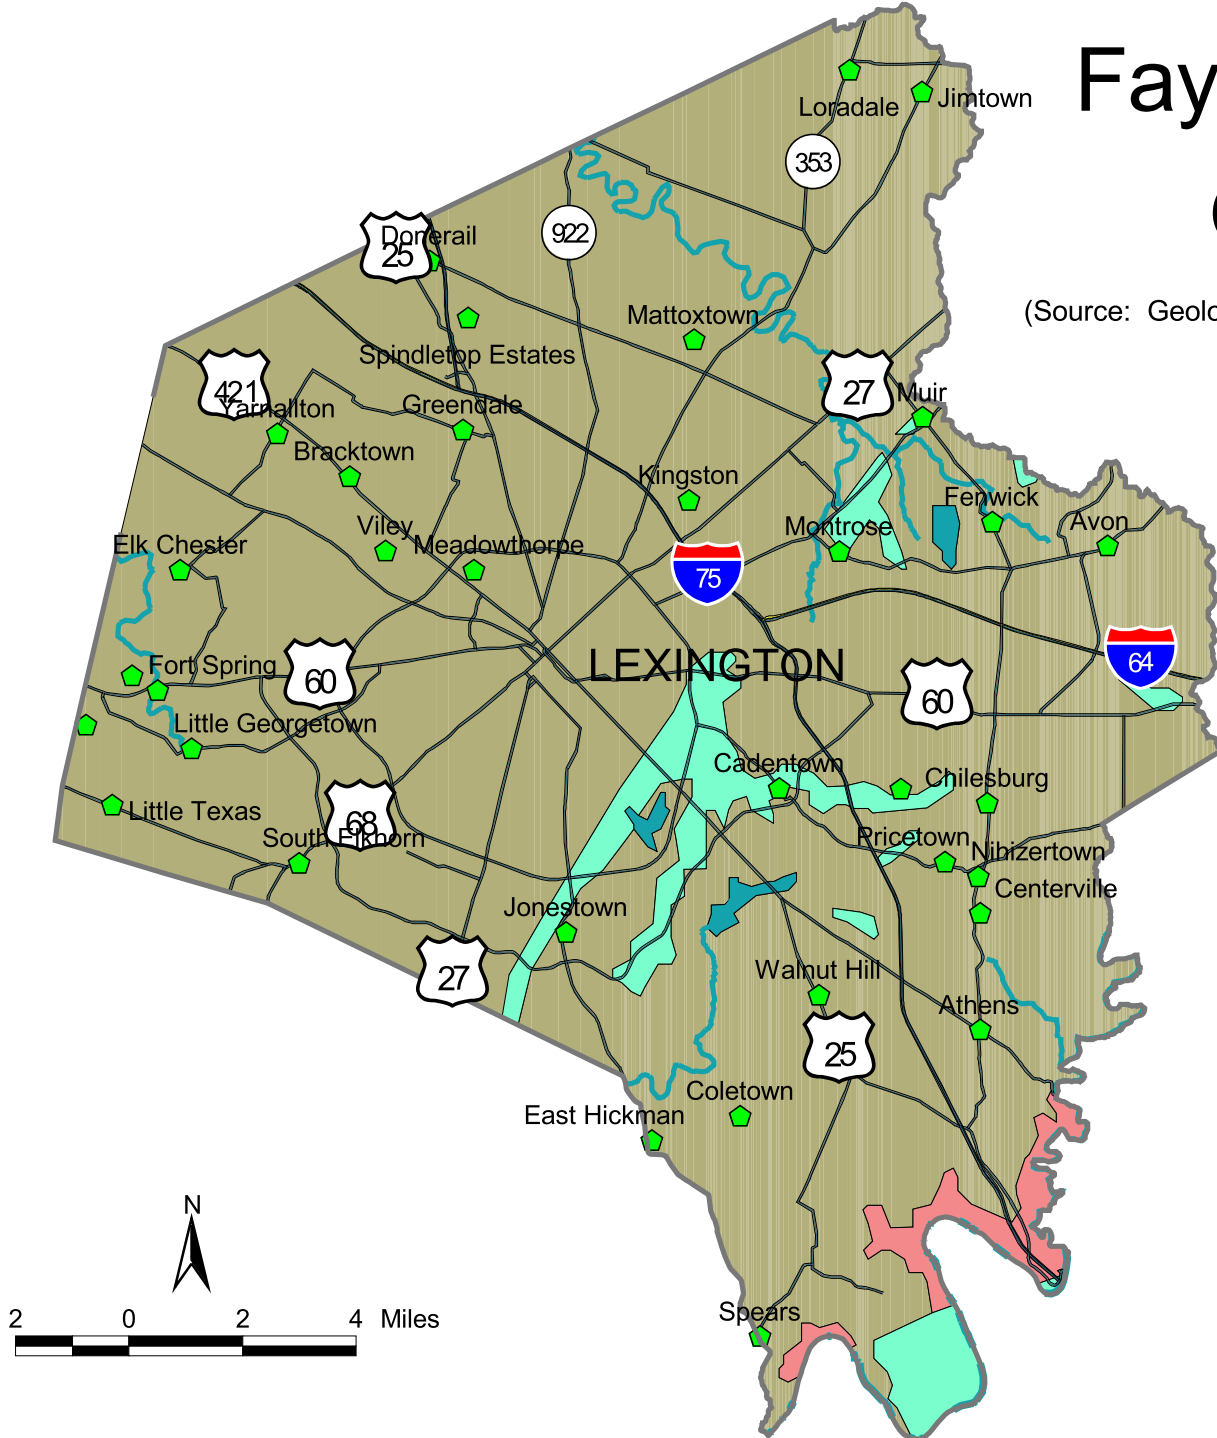 Fay
Loradale
Jimtown
353
(
922
Donerail
25
(Source: Geolo
Mattoxtown
Spindletop Estates
421
27
Muir
Yarnallton
Greendale
Bracktown
Kingston
Fenwick
Viley
Montrose
Avon
Elk Chester
Meadowthorpe
75
LEXINGTON
64
Fort Spring
60
60
Little Georgetown
Cadentown
Chilesburg
Little Texas
68
South Elkhorn
Pricetown
Nihizertown
Centerville
Jonestown
27
Walnut Hill
Athens
25
Coletown
East Hickman
N
Spears
2 0 2 4 Miles